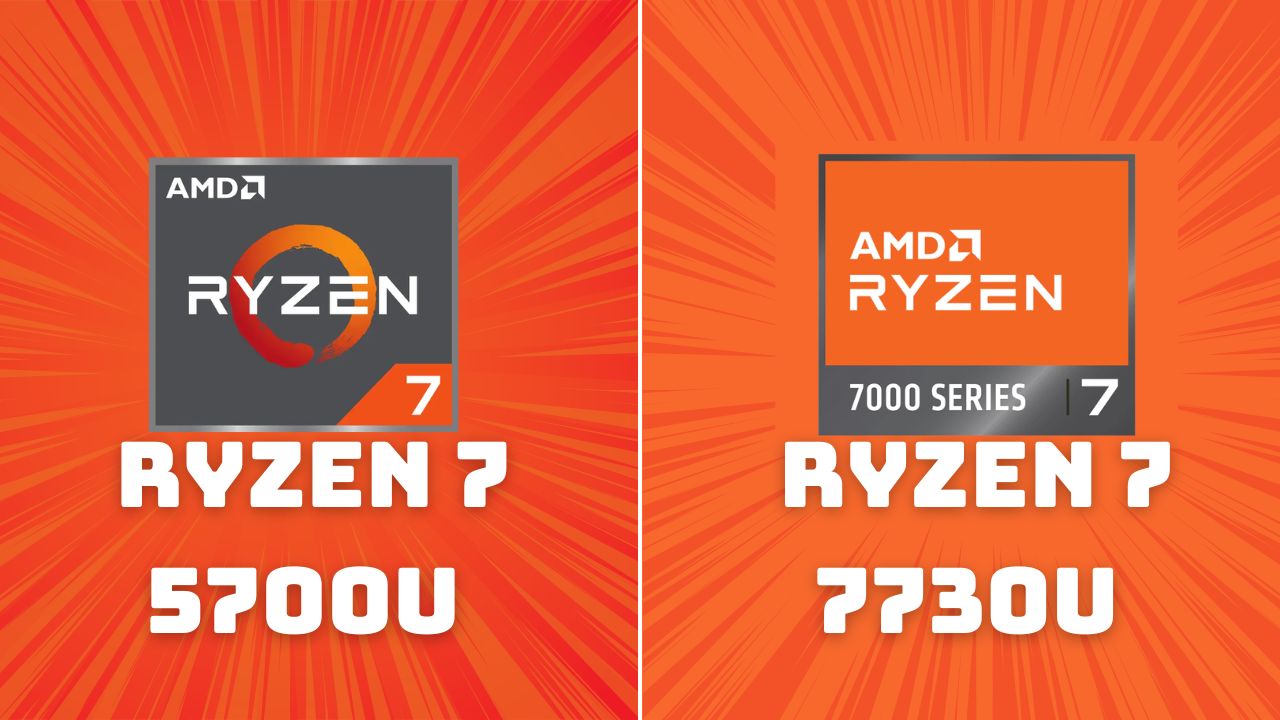 AMD
RYZEN
7
RYZEN 7
5700U
AMD
RYZEN
7000 SERIES
7
RYZEN 7
7730U